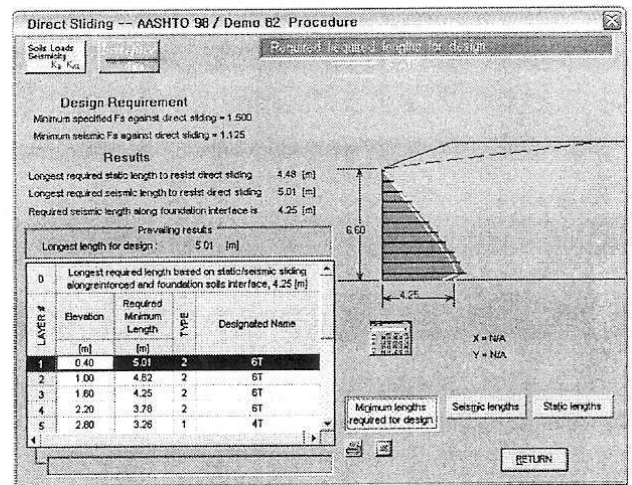 Direct Sliding -- AASHTO 98 / Demo 82 Procedure
Soils Loads
Seismicity
Ka Kae
Required required lengths for design
Design Requirement
Minimum specified Fs against direct sliding = 1.500
Minimum seismic Fs against direct sliding = 1.125
Results
Longest required static length to resist direct sliding 4.48 [m]
Longest required seismic length to resist direct sliding 5.01 [m]
Required seismic length along foundation interface is 4.25 [m]
Prevailing results
Longest length for design: 5.01 [m]
0 Longest required length based on static/seismic sliding
alongreinforced and foundation soils interface, 4.25 [m]
LAYER # Elevation Required Minimum Length TYPE Designated Name
[m] [m]
1 0.40 5.01 2 6T
2 1.00 4.62 2 6T
3 1.60 4.25 2 6T
4 2.20 3.78 2 6T
5 2.80 3.26 1 4T
6.60
4.25
X = N/A
Y = N/A
Minimum lengths
required for design
Seismic lengths
Static lengths
RETURN